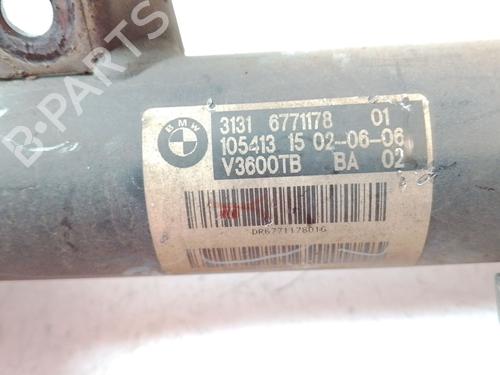 B-PARTS
BMW
3131 6771178 01
105413 15 02-06-06
V3600TB BA 02
DR677117801G